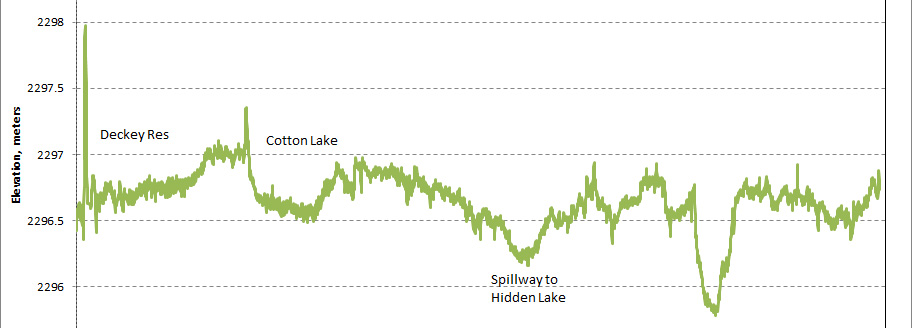 2298
2297.5
Elevation, meters
Deckey Res
Cotton Lake
2297
2296.5
Spillway to
Hidden Lake
2296